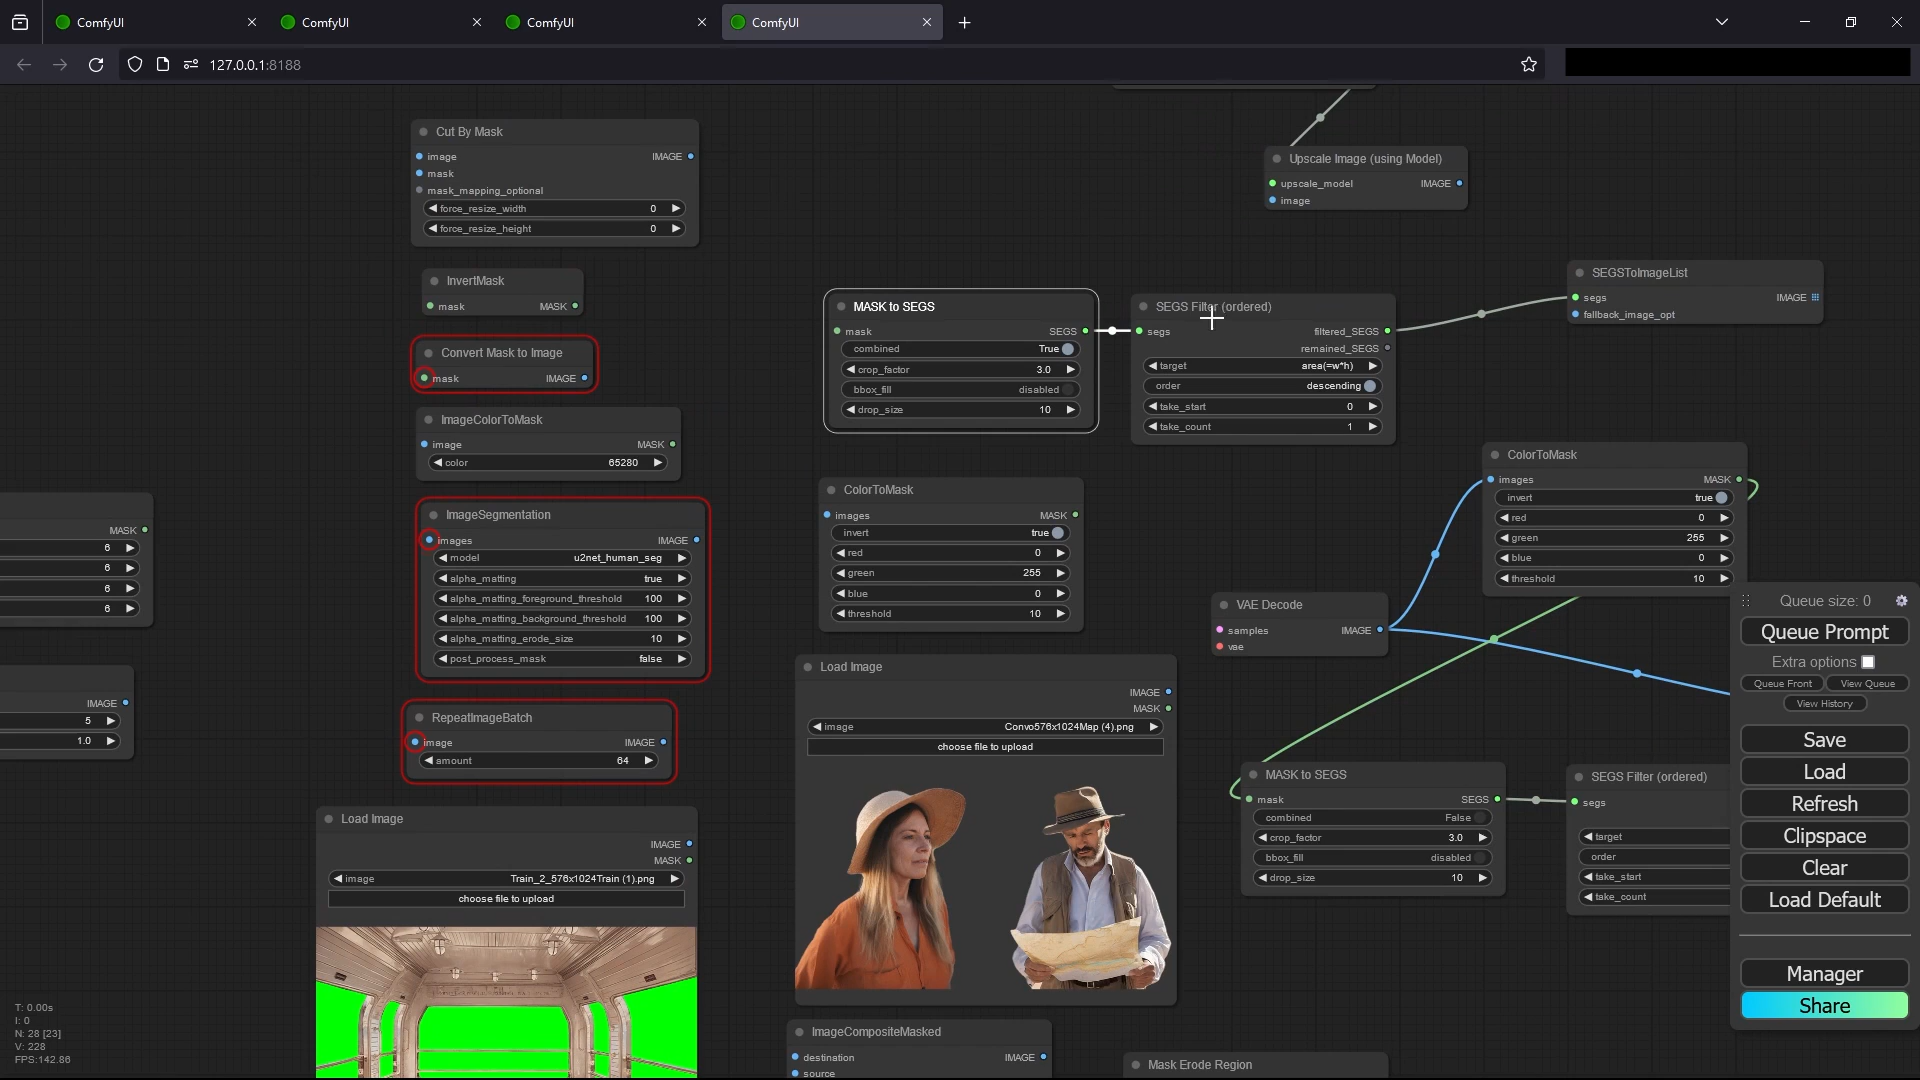 ComfyUI
ComfyUI
ComfyUI
ComfyUI
127.0.0.1:8188
Cut By Mask
image IMAGE
mask
mask_mapping_optional
force_resize_width 0
force_resize_height 0
Upscale Image (using Model)
upscale_model IMAGE
image
InvertMask
mask MASK
Convert Mask to Image
mask IMAGE
ImageColorToMask
image MASK
color 65280
ImageSegmentation
images IMAGE
model u2net_human_seg
alpha_matting true
alpha_matting_foreground_threshold 100
alpha_matting_background_threshold 100
alpha_matting_erode_size 10
post_process_mask false
RepeatImageBatch
image IMAGE
amount 64
Load Image
IMAGE
MASK
image Train_2_576x1024Train (1).png
choose file to upload
MASK
6
6
6
6
IMAGE
5
1.0
MASK to SEGS
mask SEGS
combined True
crop_factor 3.0
bbox_fill disabled
drop_size 10
SEGS Filter (ordered)
segs filtered_SEGS
remained_SEGS
target area(=w*h)
order descending
take_start 0
take_count 1
SEGSToImageList
segs IMAGE
fallback_image_opt
ColorToMask
images MASK
invert true
red 0
green 255
blue 0
threshold 10
ColorToMask
images MASK
invert true
red 0
green 255
blue 0
threshold 10
VAE Decode
samples IMAGE
vae
Load Image
IMAGE
MASK
image Convo576x1024Map (4).png
choose file to upload
MASK to SEGS
mask SEGS
combined False
crop_factor 3.0
bbox_fill disabled
drop_size 10
SEGS Filter (ordered)
segs
target
order
take_start
take_count
ImageCompositeMasked
destination IMAGE
source
Mask Erode Region
Queue size: 0
Queue Prompt
Extra options
Queue Front View Queue
View History
Save
Load
Refresh
Clipspace
Clear
Load Default
Manager
Share
T: 0.00s
I: 0
N: 28 [23]
V: 228
FPS:142.86